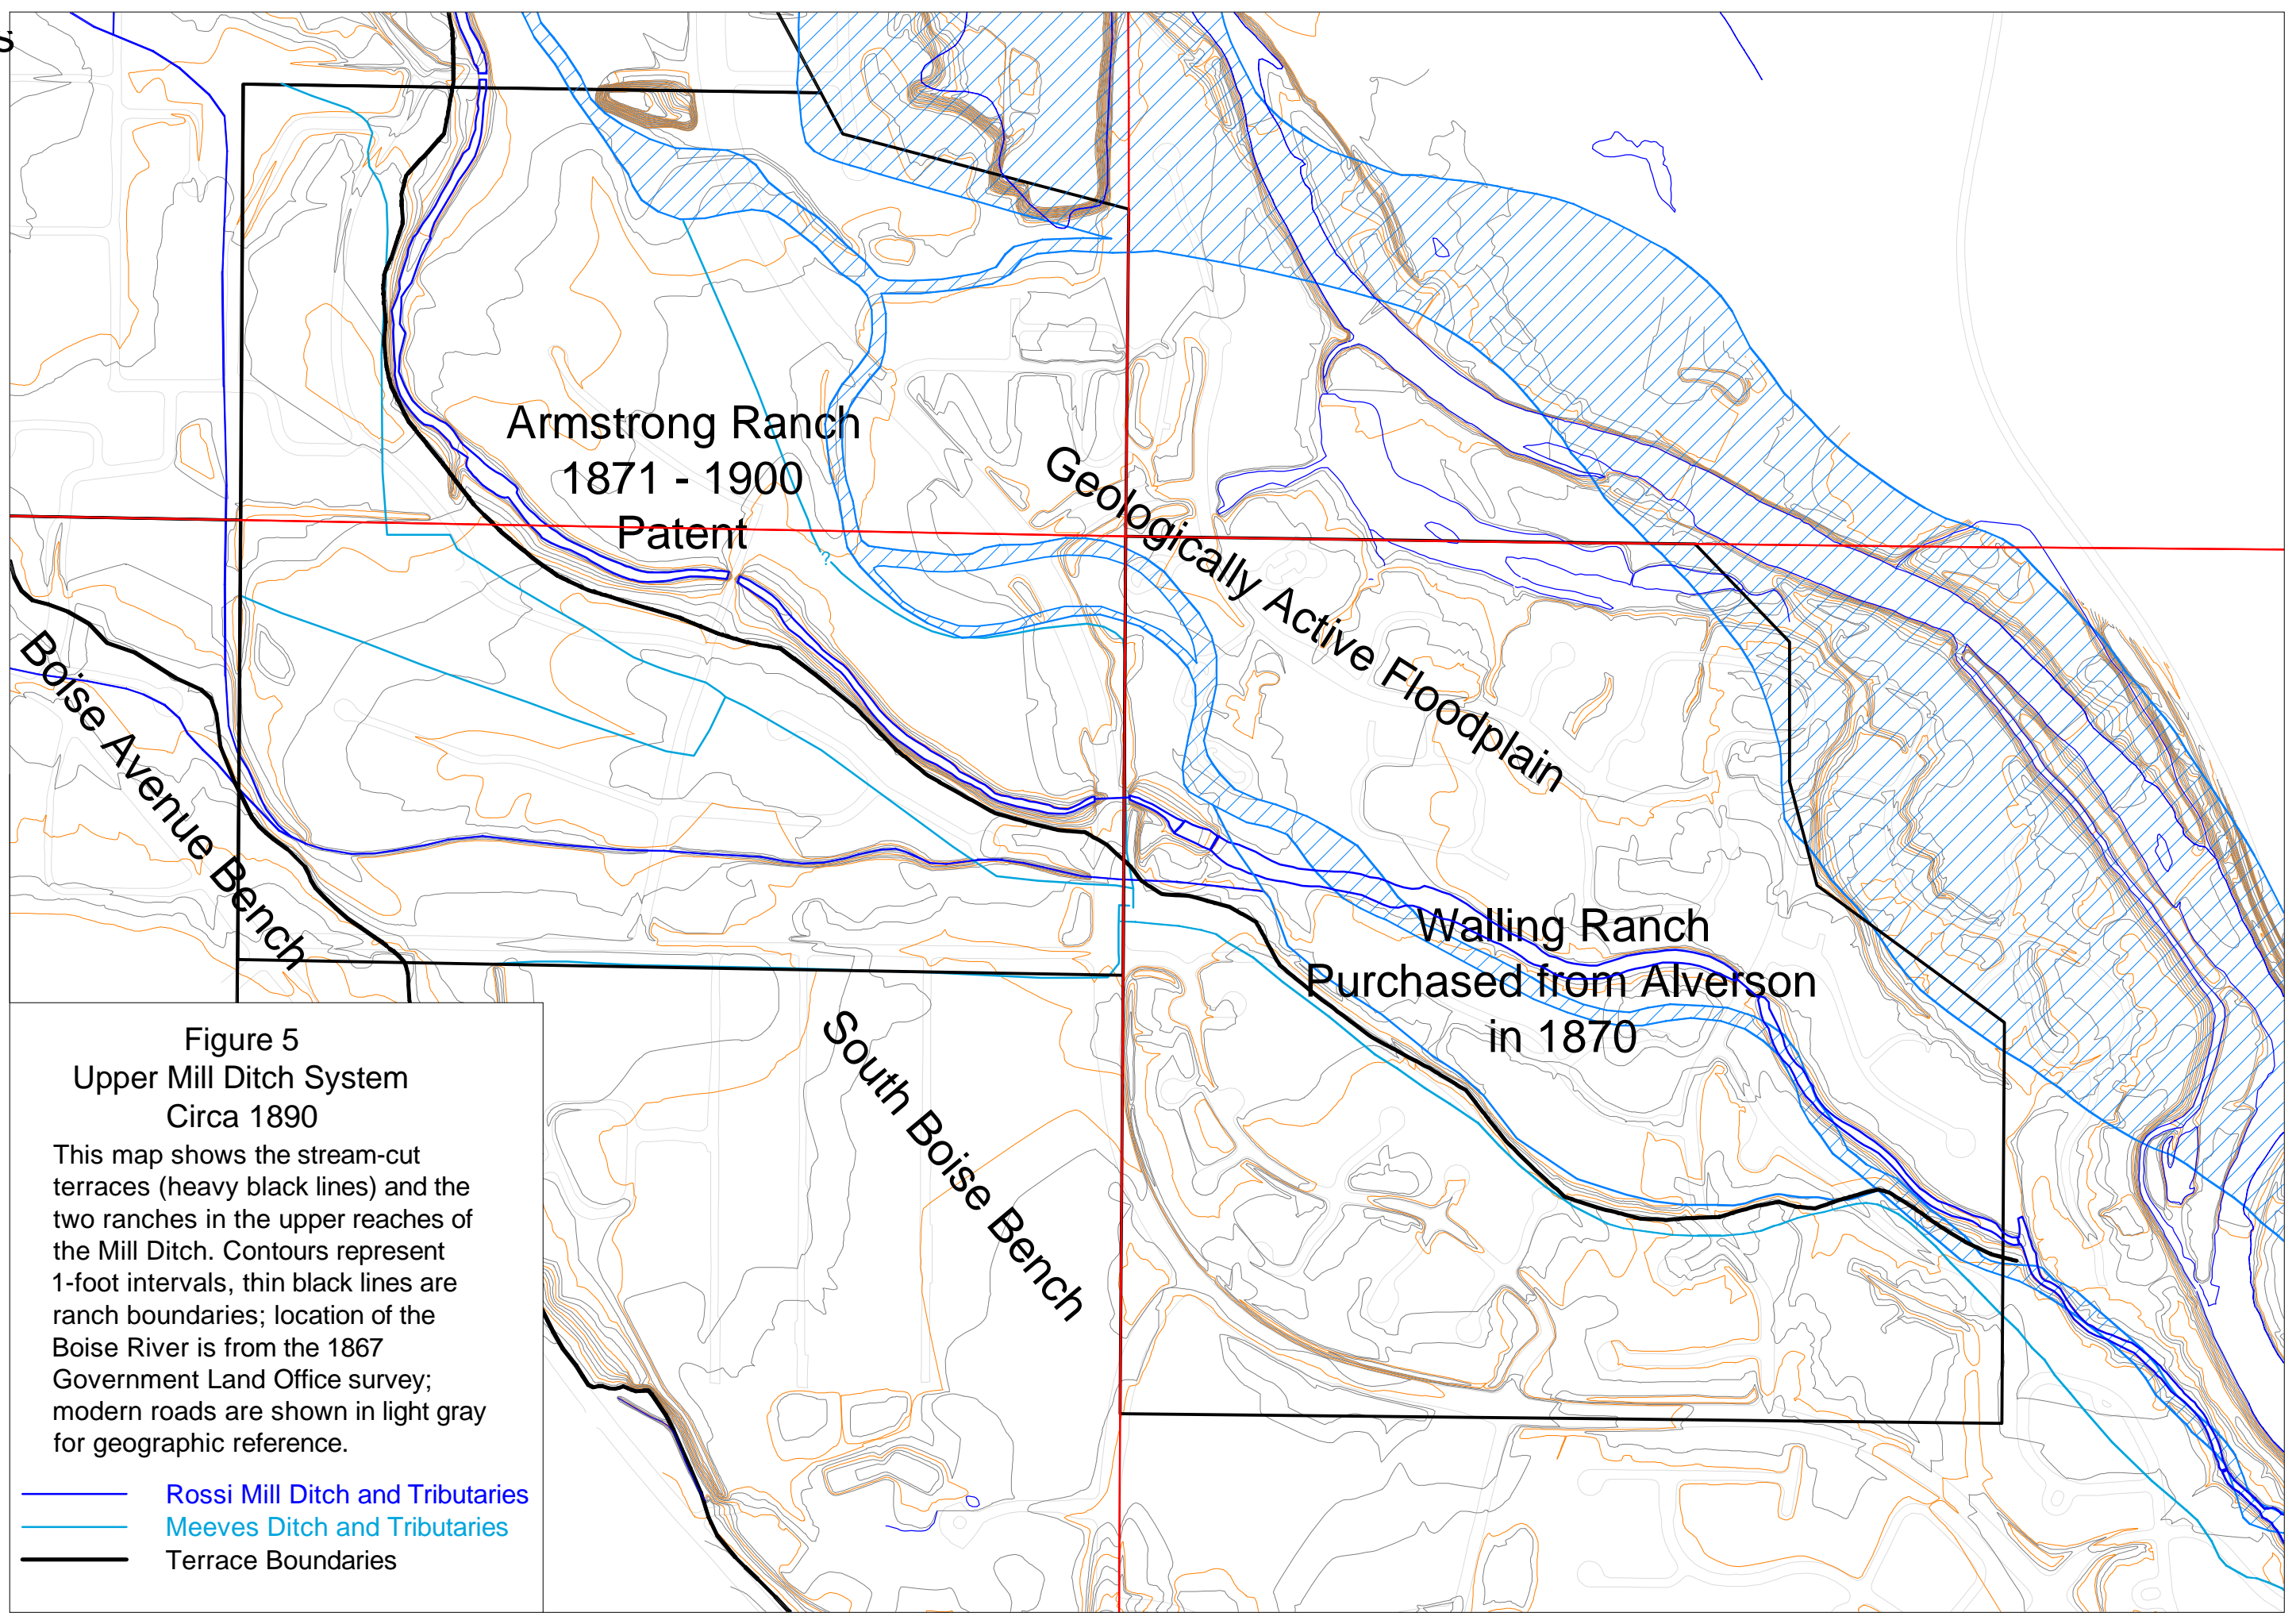 s
Armstrong Ranch
1871 - 1900
Patent
Geologically Active Floodplain
?
Boise Avenue Bench
Walling Ranch
Purchased from Alverson
in 1870
South Boise Bench
Figure 5
Upper Mill Ditch System
Circa 1890
This map shows the stream-cut
terraces (heavy black lines) and the
two ranches in the upper reaches of
the Mill Ditch. Contours represent
1-foot intervals, thin black lines are
ranch boundaries; location of the
Boise River is from the 1867
Government Land Office survey;
modern roads are shown in light gray
for geographic reference.
Rossi Mill Ditch and Tributaries
Meeves Ditch and Tributaries
Terrace Boundaries